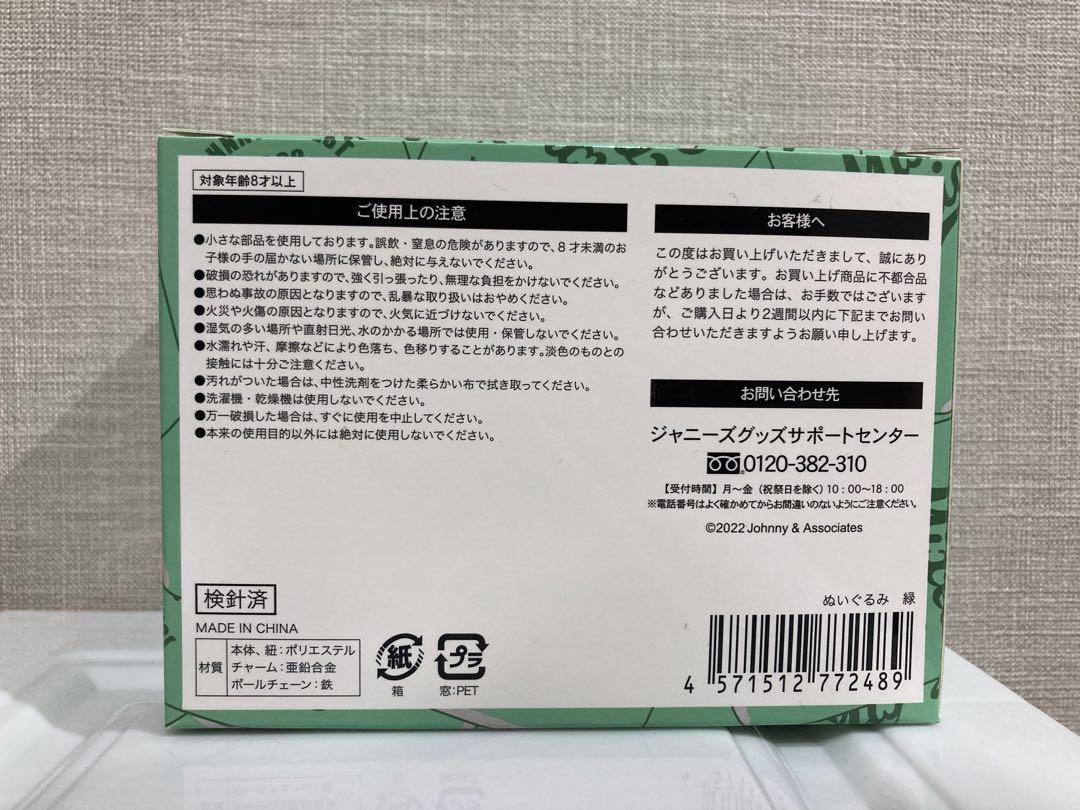 対象年齢8才以上
ご使用上の注意
●小さな部品を使用しております。誤飲・窒息の危険がありますので、8才未満のお
子様の手の届かない場所に保管し、絶対に与えないでください。
●破損の恐れがありますので、強く引っ張ったり、無理な負担をかけないでください。
●思わぬ事故の原因となりますので、乱暴な取り扱いはおやめください。
●火災や火傷の原因となりますので、火気に近づけないでください。
●湿気の多い場所や直射日光、水のかかる場所では使用・保管しないでください。
●水濡れや汗、摩擦などにより色落ち、色移りすることがあります。淡色のものとの
接触には十分ご注意ください。
●汚れがついた場合は、中性洗剤をつけた柔らかい布で拭き取ってください。
●洗濯機・乾燥機は使用しないでください。
●万一破損した場合は、すぐに使用を中止してください。
●本来の使用目的以外には絶対に使用しないでください。
検針済
MADE IN CHINA
材質
本体、紐：ポリエステル
チャーム：亜鉛合金
ボールチェーン：鉄
紙
箱
プラ
窓：PET
お客様へ
この度はお買い上げいただきまして、誠にあり
がとうございます。お買い上げ商品に不都合品
などありました場合は、お手数ではございます
が、ご購入日より2週間以内に下記までお問い
合わせいただきますようお願い申し上げます。
お問い合わせ先
ジャニーズグッズサポートセンター
0120-382-310
【受付時間】月〜金（祝祭日を除く）10：00〜18：00
※電話番号はよく確かめてからお間違いのないようにご注意ください。
©2022 Johnny & Associates
ぬいぐるみ 緑
4 571512 772489